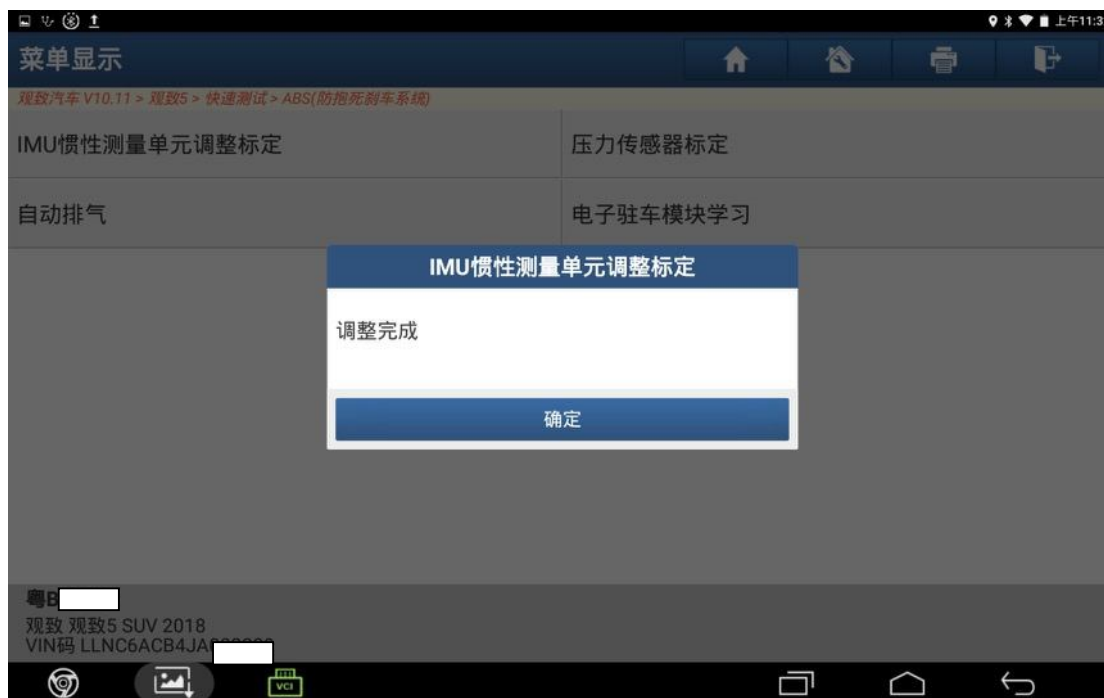 上午11:3
菜单显示
观致汽车 V10.11 > 观致5 > 快速测试 > ABS(防抱死刹车系统)
IMU惯性测量单元调整标定
压力传感器标定
自动排气
电子驻车模块学习
IMU惯性测量单元调整标定
调整完成
确定
粤B
观致 观致5 SUV 2018
VIN码 LLNC6ACB4JA
VCI